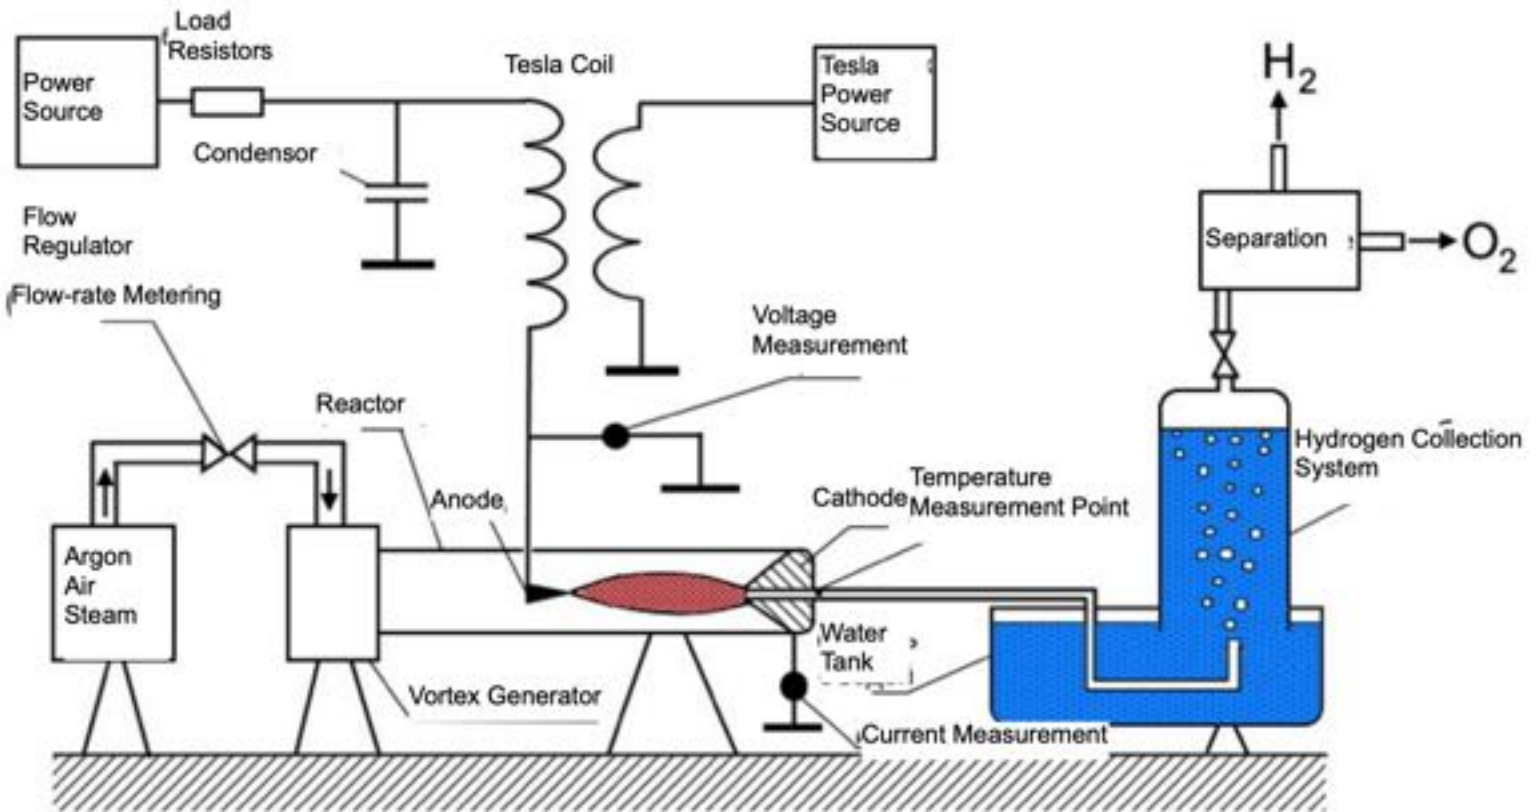 Load
Resistors
Power
Source
Tesla Coil
Tesla
Power
Source
H2
Condensor
Separation
O2
Flow
Regulator
Flow-rate Metering
Voltage
Measurement
Reactor
Hydrogen Collection
System
Anode
Cathode
Temperature
Measurement Point
Argon
Air
Steam
Water
Tank
Vortex Generator
Current Measurement